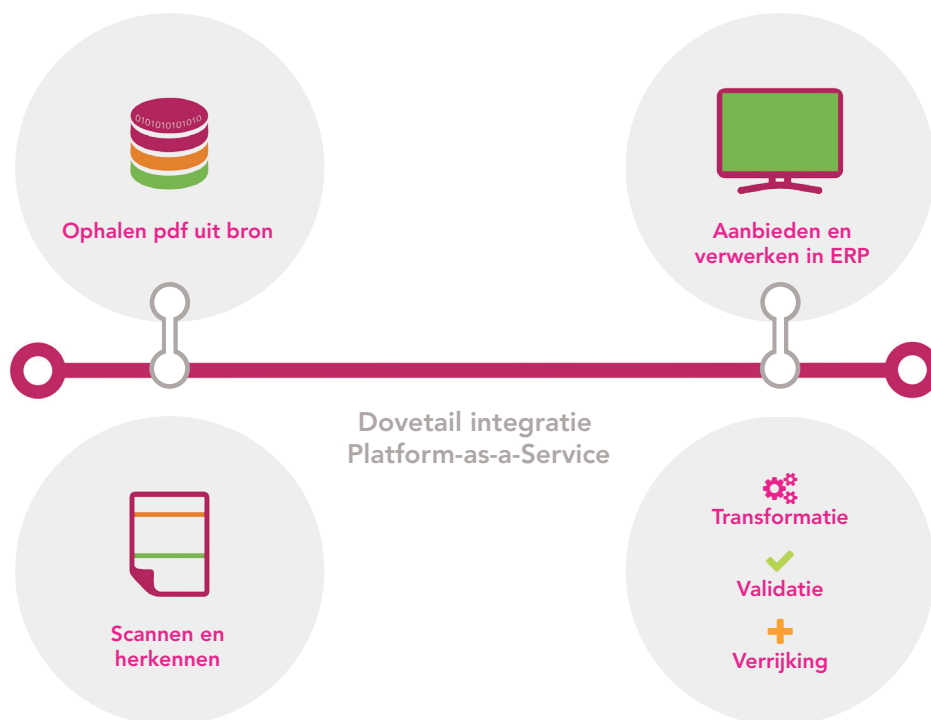 0101010101010
Ophalen pdf uit bron
Aanbieden en
verwerken in ERP
Dovetail integratie
Platform-as-a-Service
Scannen en
herkennen
Transformatie
Validatie
Verrijking